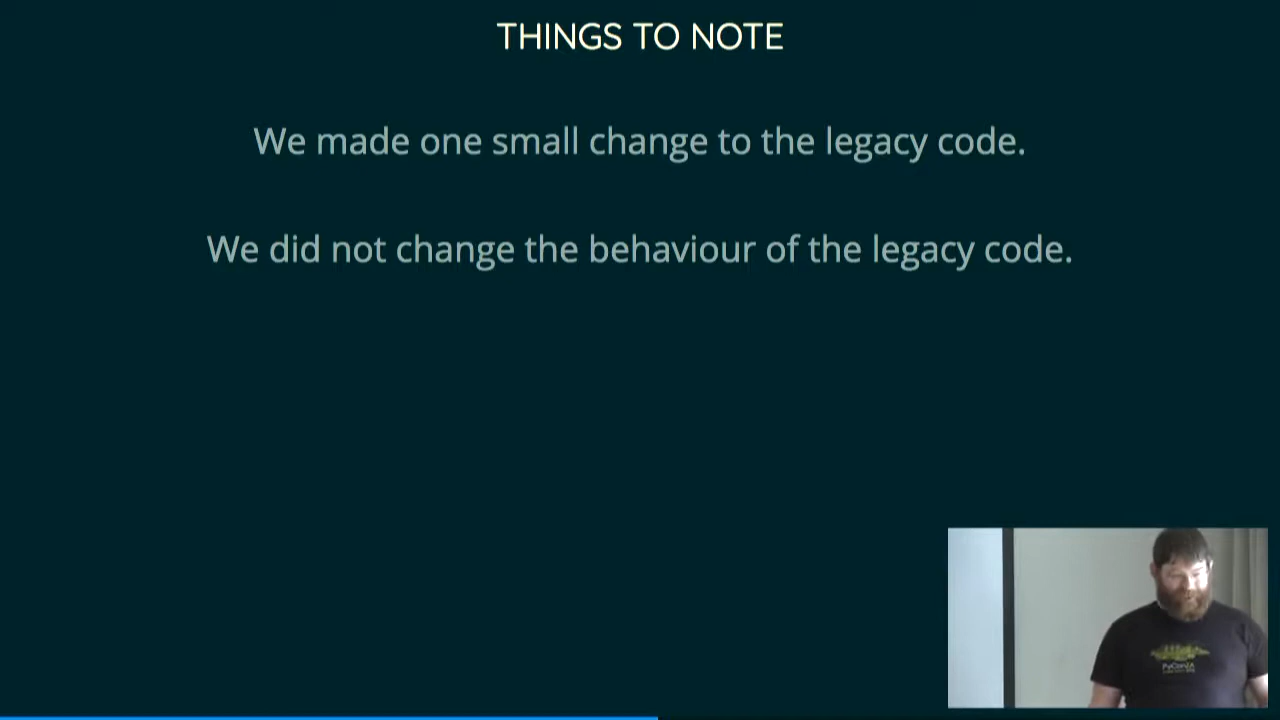 THINGS TO NOTE
We made one small change to the legacy code.
We did not change the behaviour of the legacy code.
PyConZA